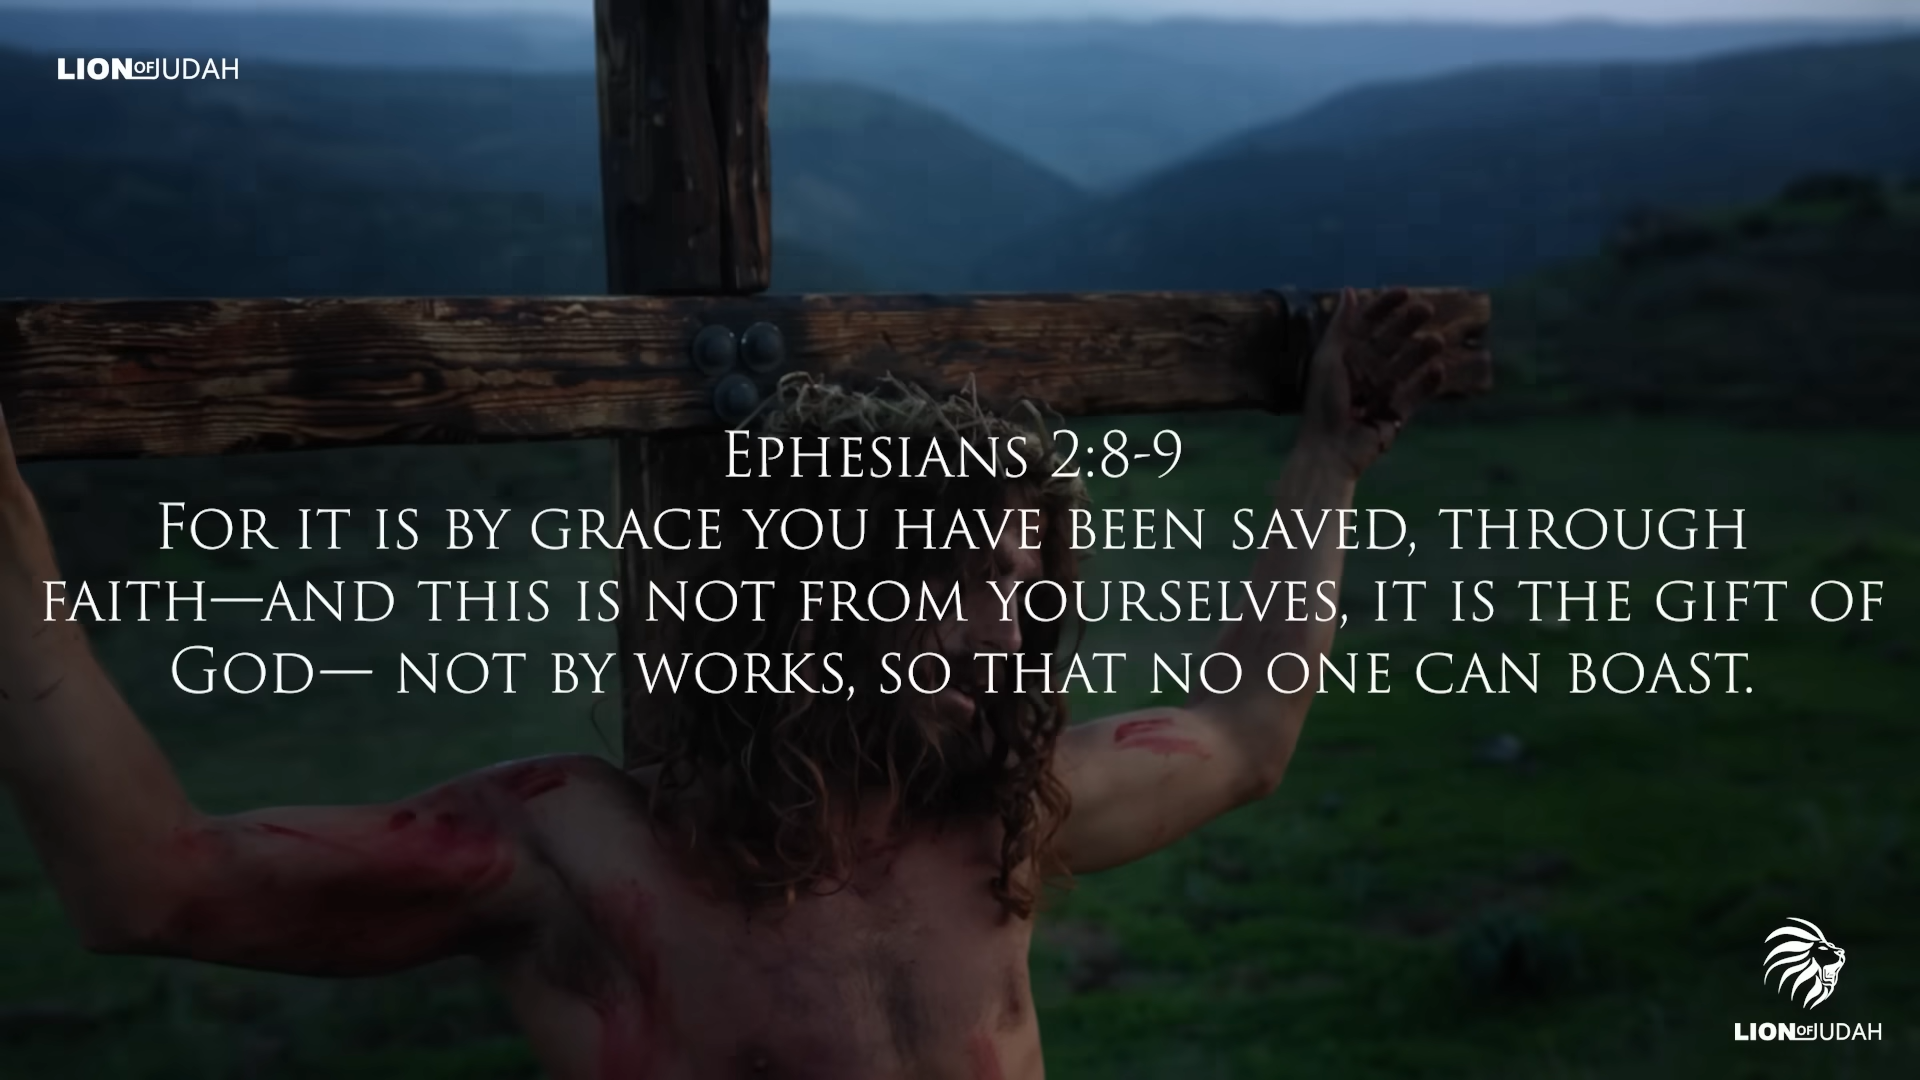 LION OF JUDAH
Ephesians 2:8-9
For it is by grace you have been saved, through
faith—and this is not from yourselves, it is the gift of
God— not by works, so that no one can boast.
LION OF JUDAH